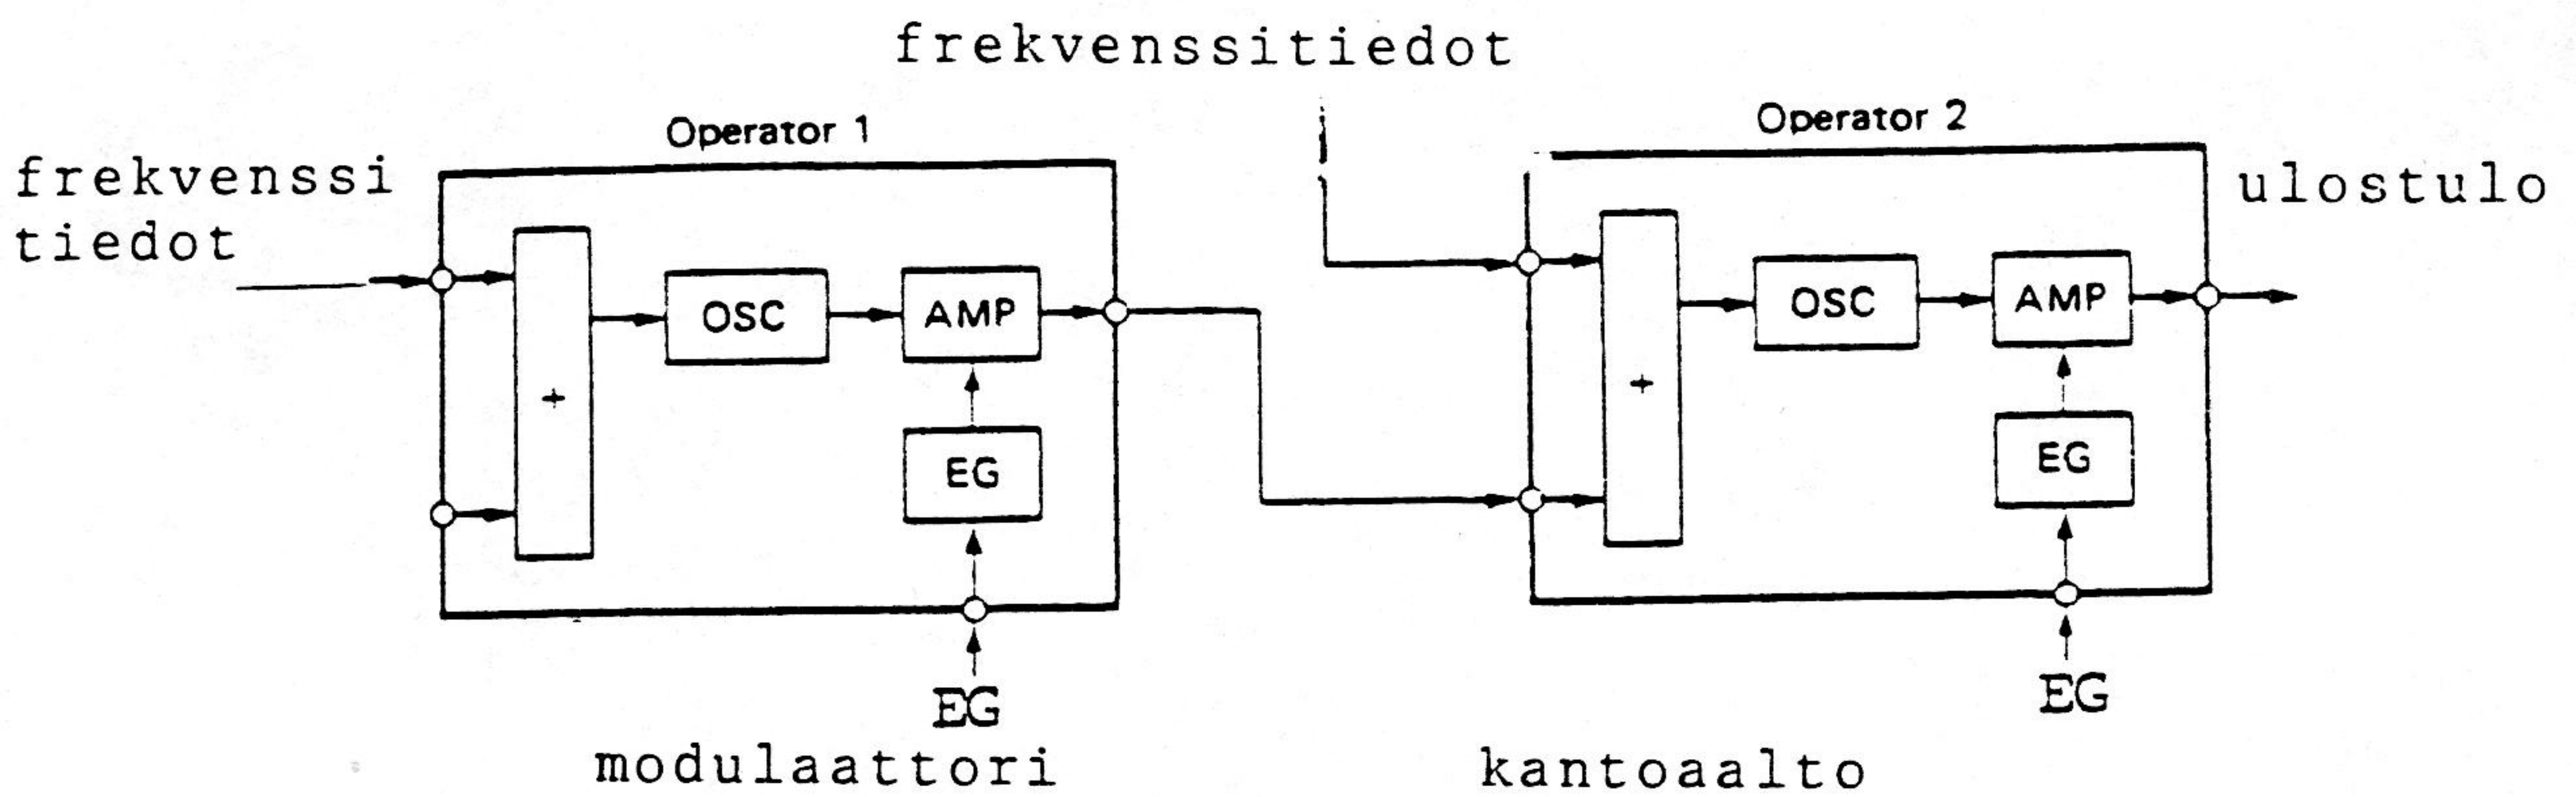 frekvenssitiedot
Operator 1
Operator 2
frekvenssi
tiedot
ulostulo
+
OSC
AMP
EG
+
OSC
AMP
EG
EG
EG
modulaattori
kantoaalto